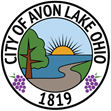 CITY OF AVON LAKE OHIO
1819